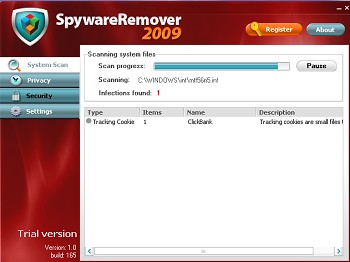 SpywareRemover
2009
Register
About
System Scan
Privacy
Security
Settings
Scanning system files
Scan progress:
Pause
Scanning: C:\WINDOWS\inf\mtf56n5.inf
Infections found: 1
Type Items Name Description
Tracking Cookie 1 ClickBank Tracking cookies are small files t
Trial version
Version: 1.0
build: 165